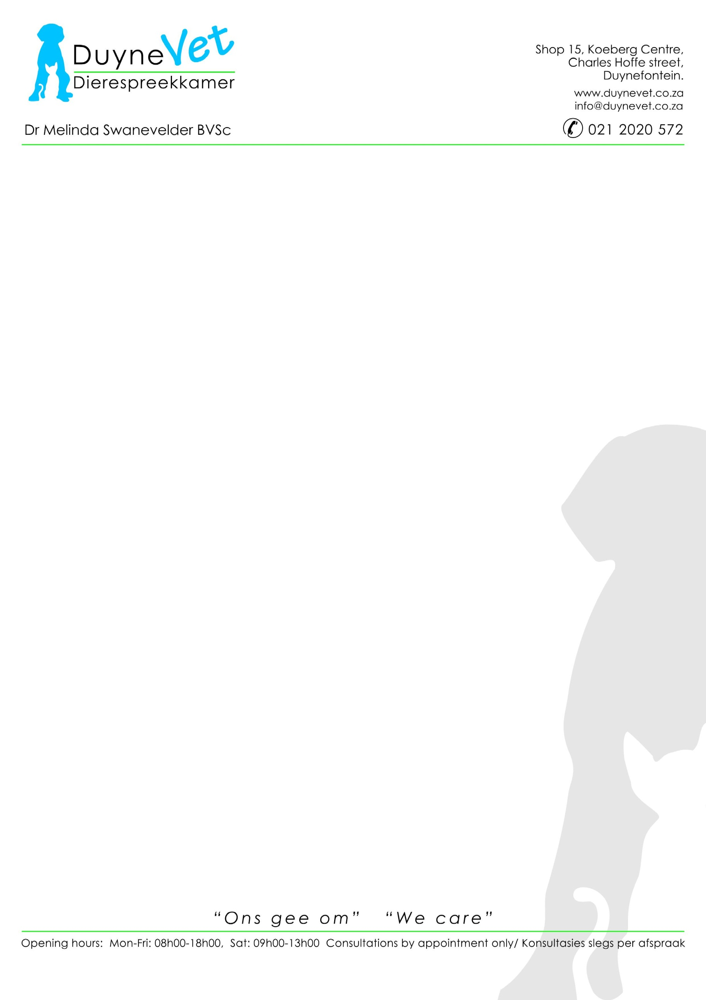 DuyneVet
Dierespreekkamer
Dr Melinda Swanevelder BVSc
Shop 15, Koeberg Centre,
Charles Hoffe street,
Duynefontein.
www.duynevet.co.za
info@duynevet.co.za
021 2020 572
“Ons gee om” “We care”
Opening hours: Mon-Fri: 08h00-18h00, Sat: 09h00-13h00 Consultations by appointment only/ Konsultasies slegs per afspraak